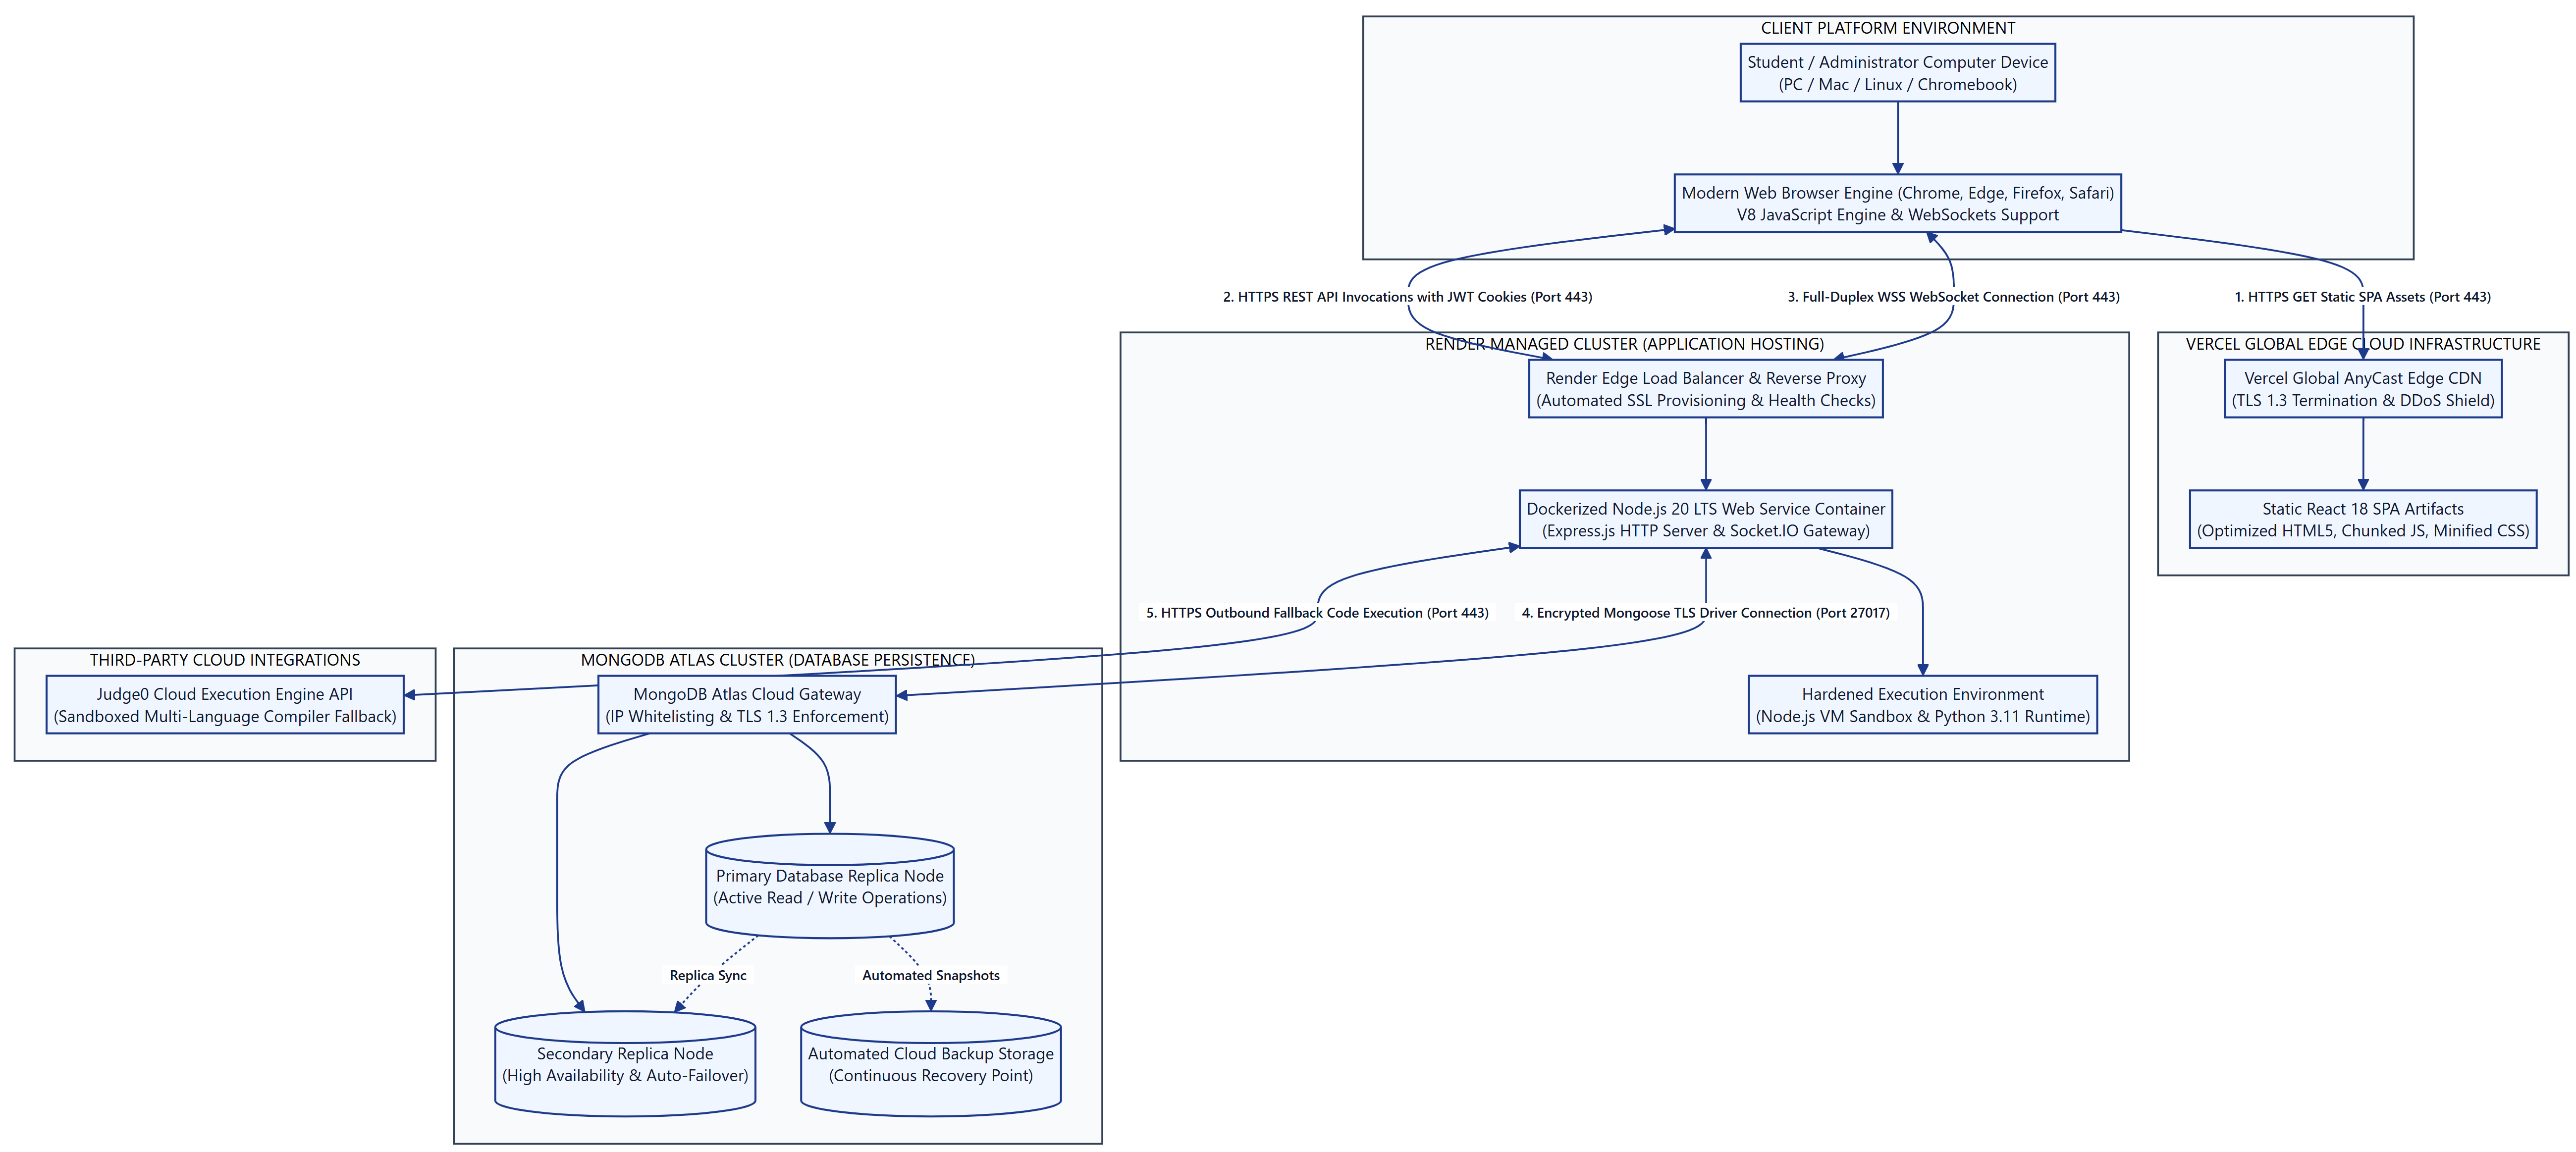 CLIENT PLATFORM ENVIRONMENT
Student / Administrator Computer Device
(PC / Mac / Linux / Chromebook)
Modern Web Browser Engine (Chrome, Edge, Firefox, Safari)
V8 JavaScript Engine & WebSockets Support
2. HTTPS REST API Invocations with JWT Cookies (Port 443)
3. Full-Duplex WSS WebSocket Connection (Port 443)
1. HTTPS GET Static SPA Assets (Port 443)
RENDER MANAGED CLUSTER (APPLICATION HOSTING)
Render Edge Load Balancer & Reverse Proxy
(Automated SSL Provisioning & Health Checks)
Dockerized Node.js 20 LTS Web Service Container
(Express.js HTTP Server & Socket.IO Gateway)
5. HTTPS Outbound Fallback Code Execution (Port 443)
4. Encrypted Mongoose TLS Driver Connection (Port 27017)
Hardened Execution Environment
(Node.js VM Sandbox & Python 3.11 Runtime)
VERCEL GLOBAL EDGE CLOUD INFRASTRUCTURE
Vercel Global AnyCast Edge CDN
(TLS 1.3 Termination & DDoS Shield)
Static React 18 SPA Artifacts
(Optimized HTML5, Chunked JS, Minified CSS)
THIRD-PARTY CLOUD INTEGRATIONS
Judge0 Cloud Execution Engine API
(Sandboxed Multi-Language Compiler Fallback)
MONGODB ATLAS CLUSTER (DATABASE PERSISTENCE)
MongoDB Atlas Cloud Gateway
(IP Whitelisting & TLS 1.3 Enforcement)
Primary Database Replica Node
(Active Read / Write Operations)
Replica Sync
Automated Snapshots
Secondary Replica Node
(High Availability & Auto-Failover)
Automated Cloud Backup Storage
(Continuous Recovery Point)